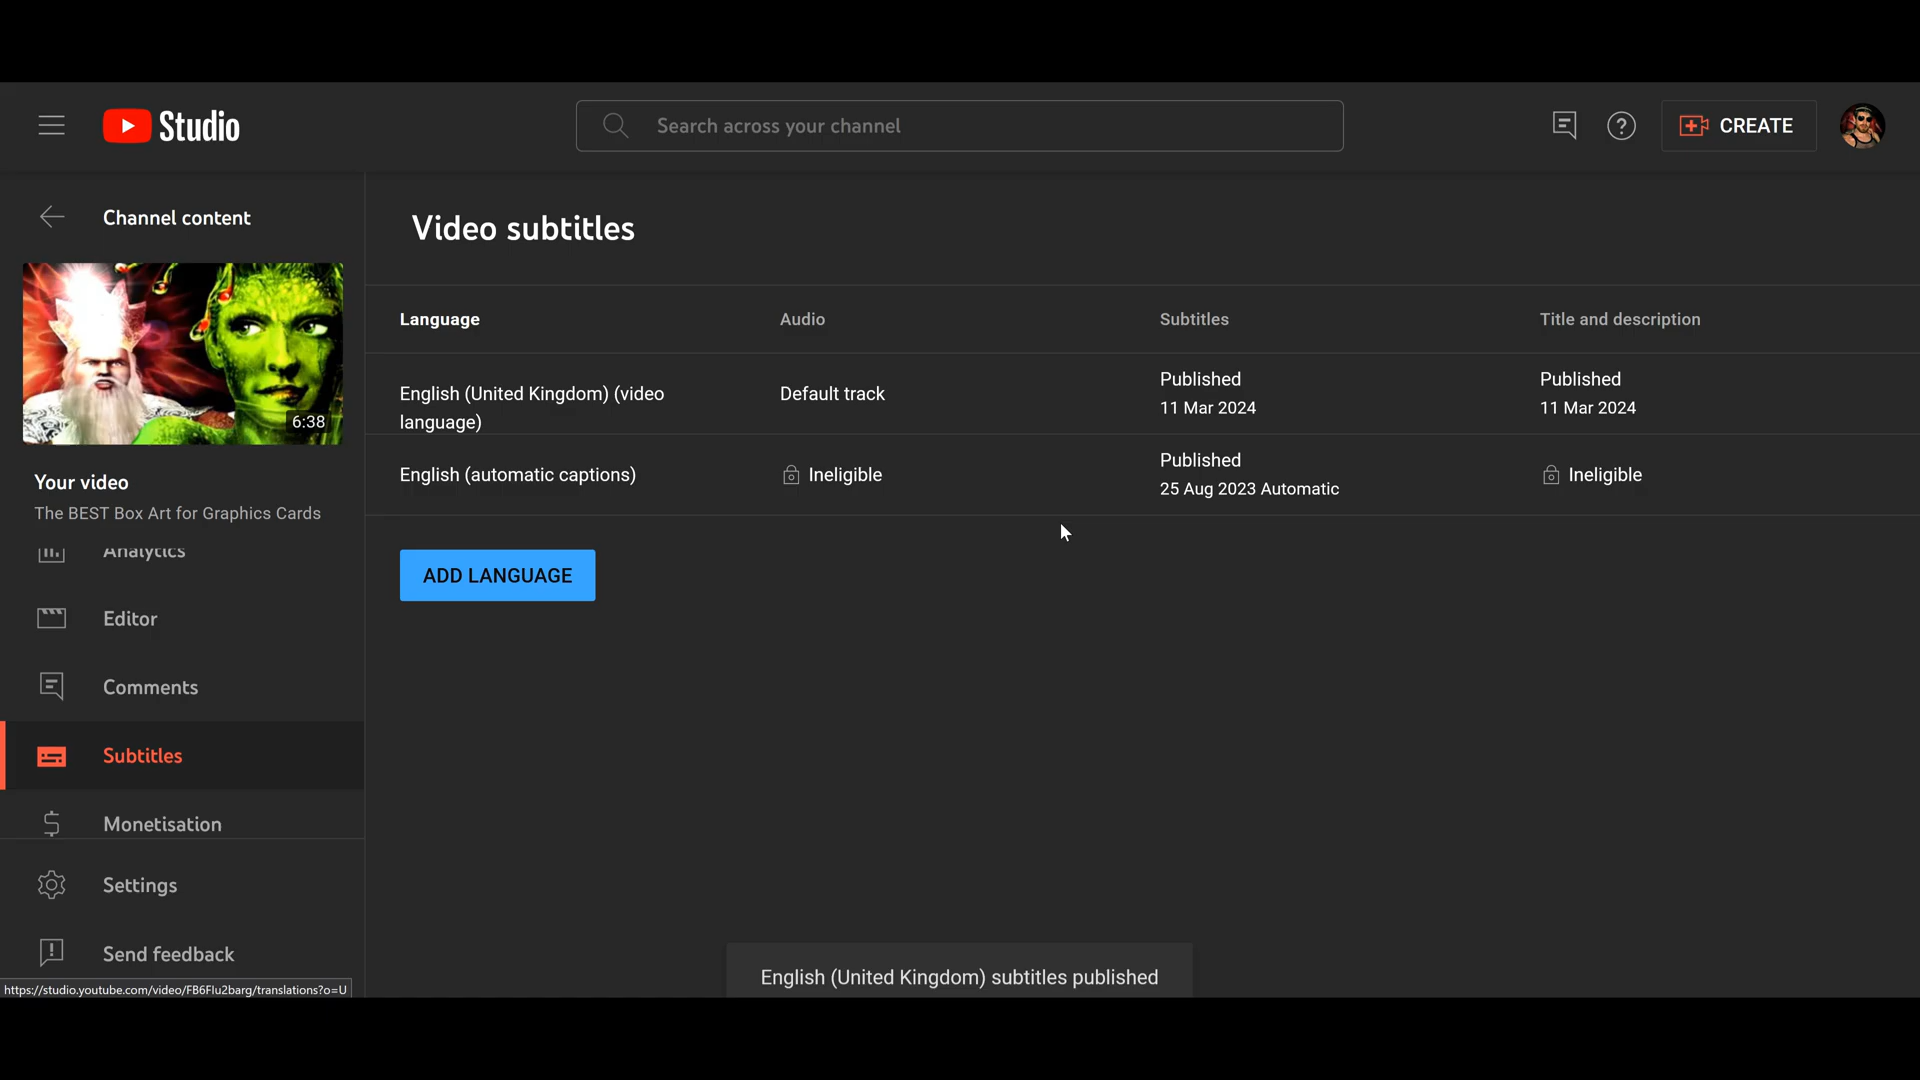 Studio
Search across your channel
CREATE
Channel content
6:38
Your video
The BEST Box Art for Graphics Cards
Analytics
Editor
Comments
Subtitles
Monetisation
Settings
Send feedback
https://studio.youtube.com/video/FB6Flu2barg/translations?o=U
Video subtitles
Language
Audio
Subtitles
Title and description
English (United Kingdom) (video
language)
Default track
Published
11 Mar 2024
Published
11 Mar 2024
English (automatic captions)
Ineligible
Published
25 Aug 2023 Automatic
Ineligible
ADD LANGUAGE
English (United Kingdom) subtitles published